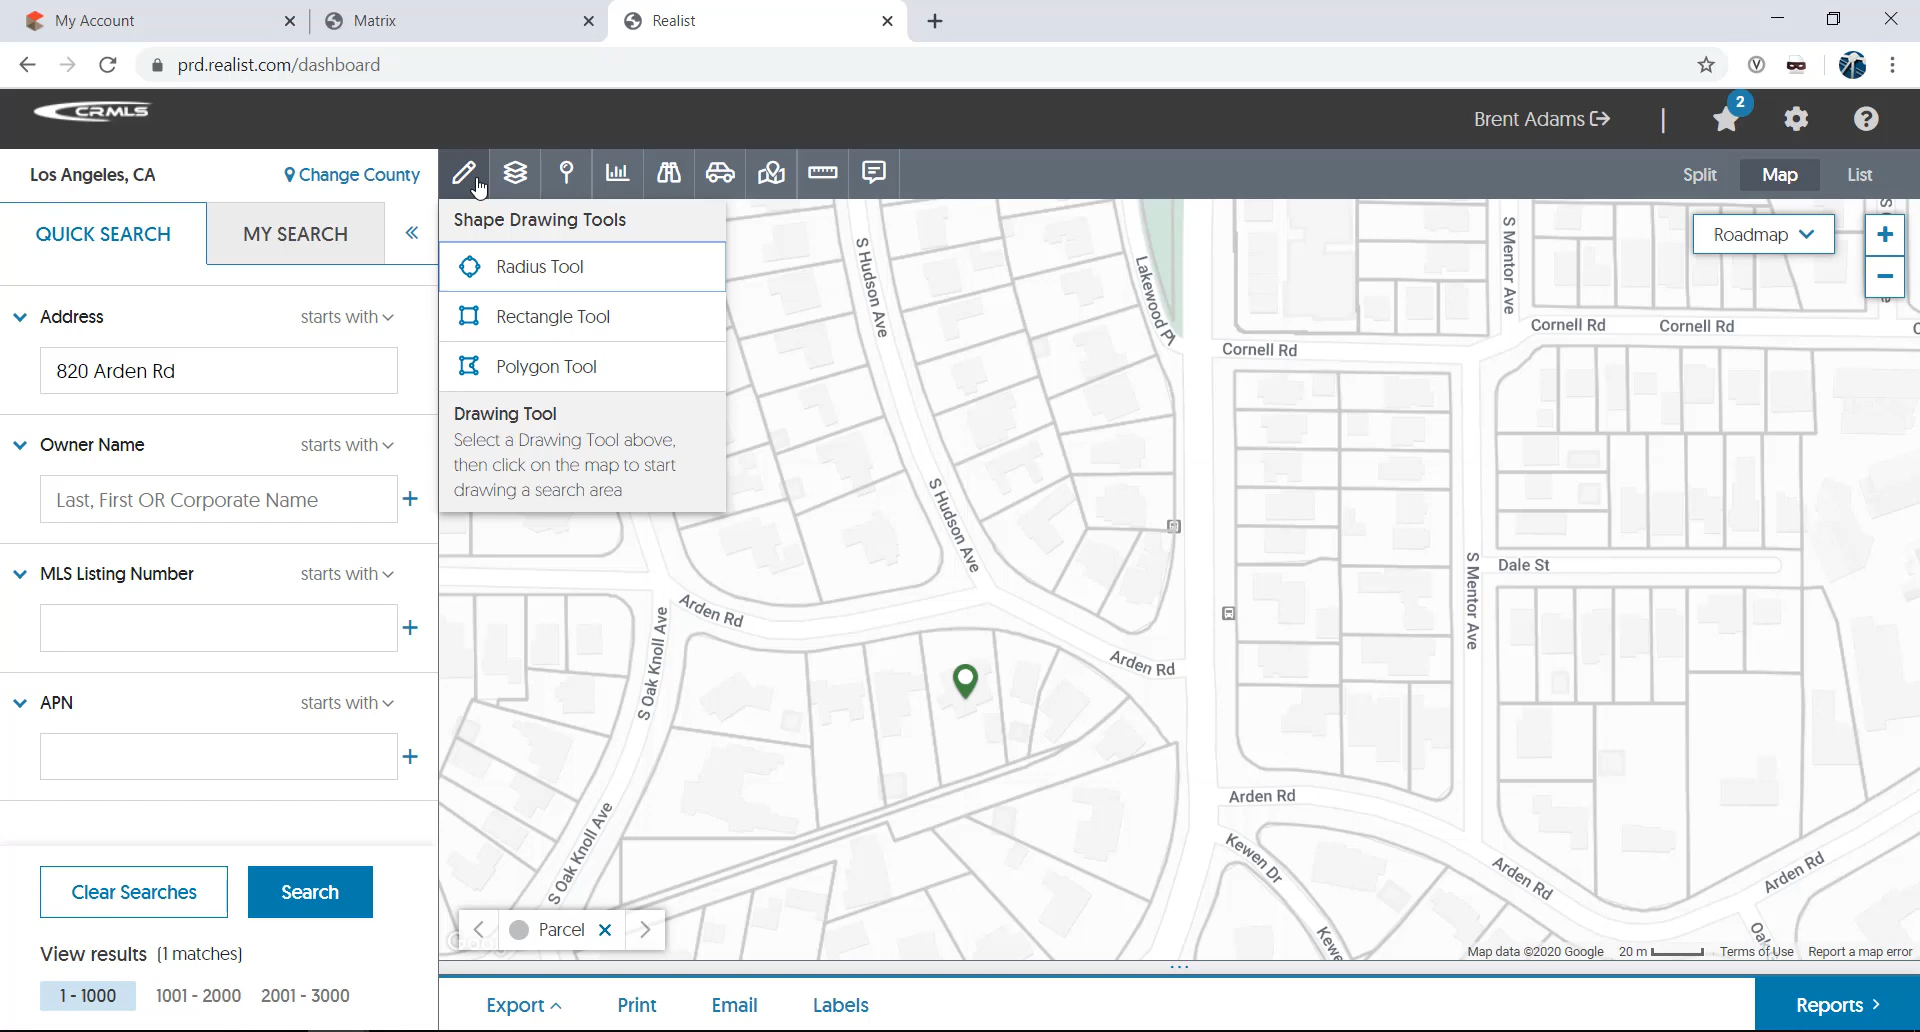 My Account
Matrix
Realist
prd.realist.com/dashboard
CRMLS
Brent Adams
2
Los Angeles, CA
Change County
Split
Map
List
QUICK SEARCH
MY SEARCH
Shape Drawing Tools
Radius Tool
Rectangle Tool
Polygon Tool
Drawing Tool
Select a Drawing Tool above,
then click on the map to start
drawing a search area
Roadmap
+
−
Address
starts with
820 Arden Rd
Owner Name
starts with
Last, First OR Corporate Name
+
MLS Listing Number
starts with
+
APN
starts with
+
Clear Searches
Search
View results (1 matches)
1 - 1000
1001 - 2000
2001 - 3000
S Hudson Ave
Lakewood Pl
S Mentor Ave
Cornell Rd
Cornell Rd
Cornell Rd
S Hudson Ave
S Mentor Ave
Dale St
Arden Rd
S Oak Knoll Ave
Arden Rd
Arden Rd
Kewen Dr
S Oak Knoll Ave
Arden Rd
Arden Rd
Parcel
Map data ©2020 Google
20 m
Terms of Use
Report a map error
Export
Print
Email
Labels
Reports